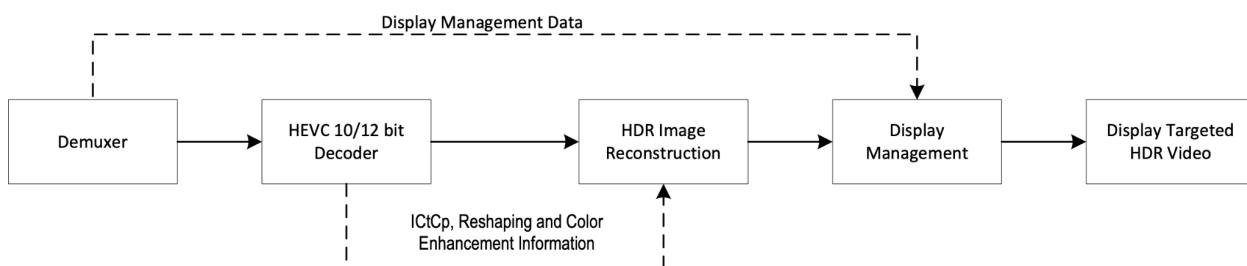 Display Management Data
Demuxer
HEVC 10/12 bit
Decoder
HDR Image
Reconstruction
Display
Management
Display Targeted
HDR Video
ICtCp, Reshaping and Color
Enhancement Information